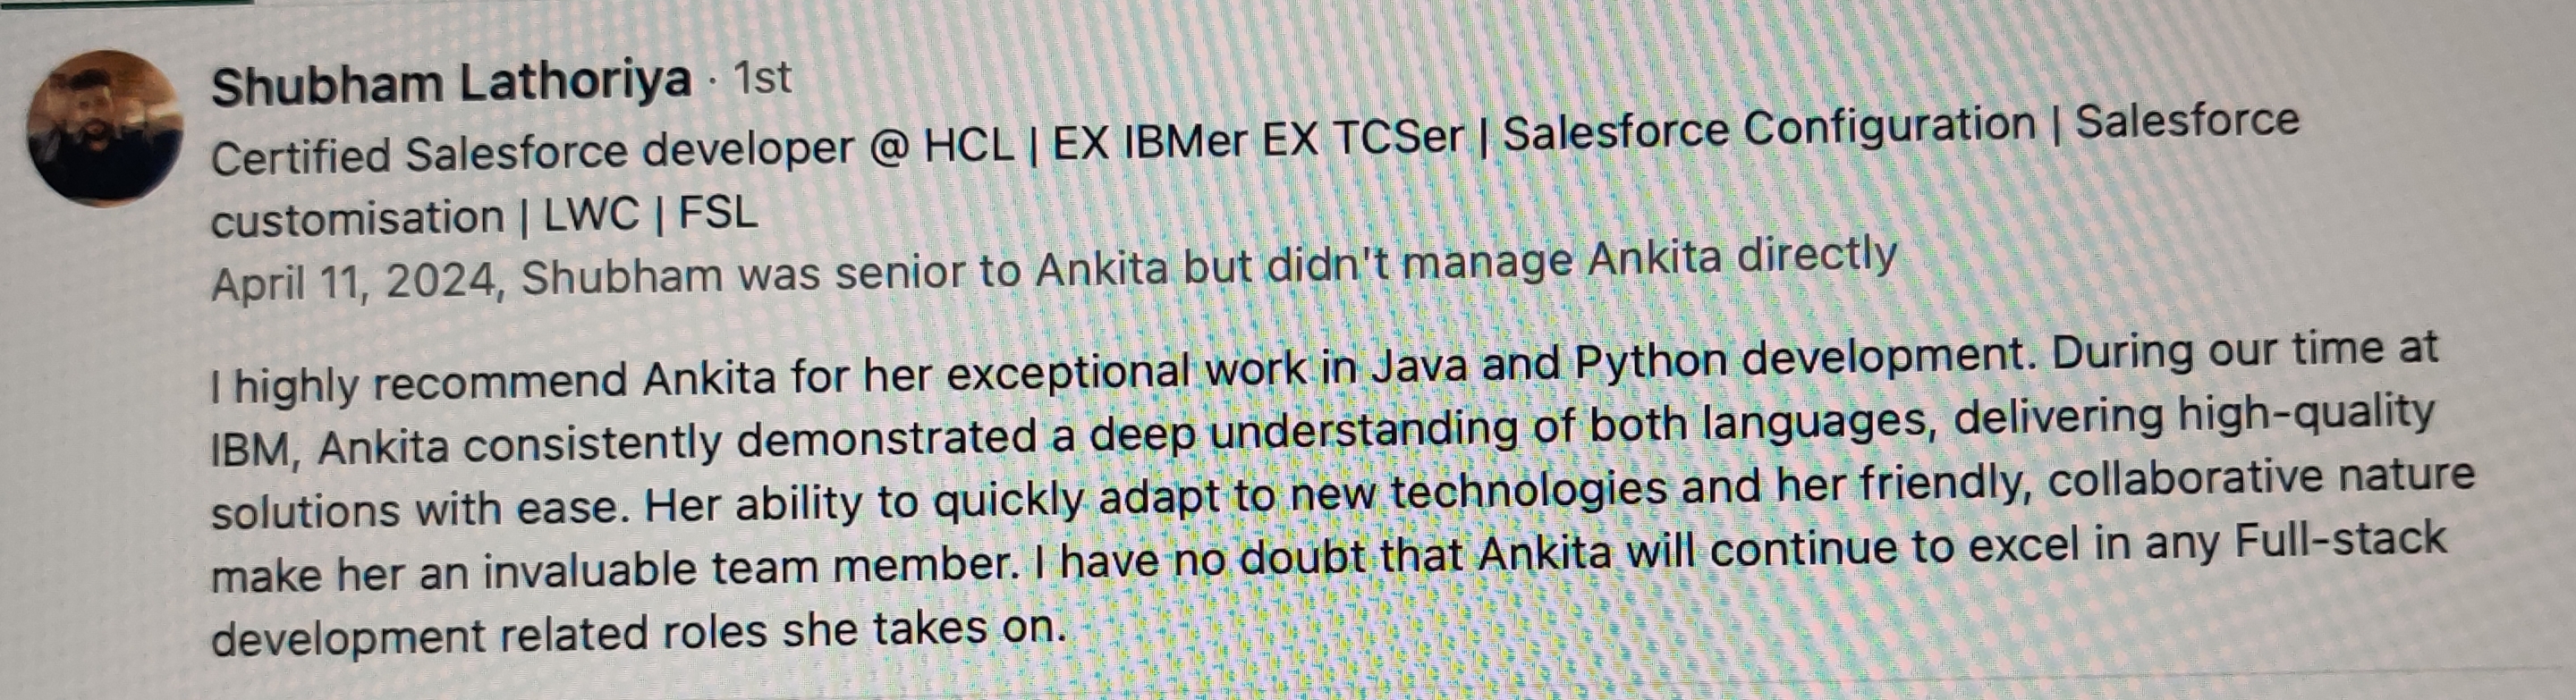 Shubham Lathoriya · 1st
Certified Salesforce developer @ HCL | EX IBMer EX TCSer | Salesforce Configuration | Salesforce
customisation | LWC | FSL
April 11, 2024, Shubham was senior to Ankita but didn't manage Ankita directly
I highly recommend Ankita for her exceptional work in Java and Python development. During our time at
IBM, Ankita consistently demonstrated a deep understanding of both languages, delivering high-quality
solutions with ease. Her ability to quickly adapt to new technologies and her friendly, collaborative nature
make her an invaluable team member. I have no doubt that Ankita will continue to excel in any Full-stack
development related roles she takes on.